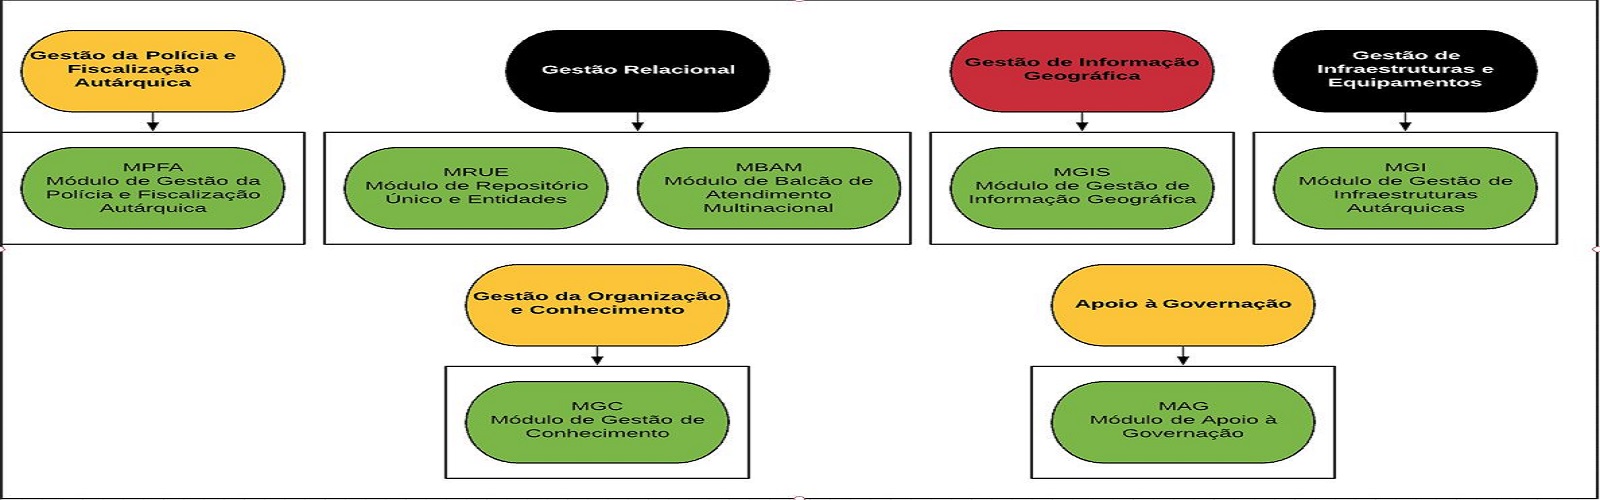 Gestão da Polícia e
Fiscalização
Autárquica
Gestão Relacional
Gestão de Informação
Geográfica
Gestão de
Infraestruturas e
Equipamentos
MPFA
Módulo de Gestão da
Polícia e Fiscalização
Autárquica
MRUE
Módulo de Repositório
Único e Entidades
MBAM
Módulo de Balcão de
Atendimento
Multinacional
MGIS
Módulo de Gestão de
Informação Geográfica
MGI
Módulo de Gestão de
Infraestruturas
Autárquicas
Gestão da Organização
e Conhecimento
Apoio à Governação
MGC
Módulo de Gestão de
Conhecimento
MAG
Módulo de Apoio à
Governação